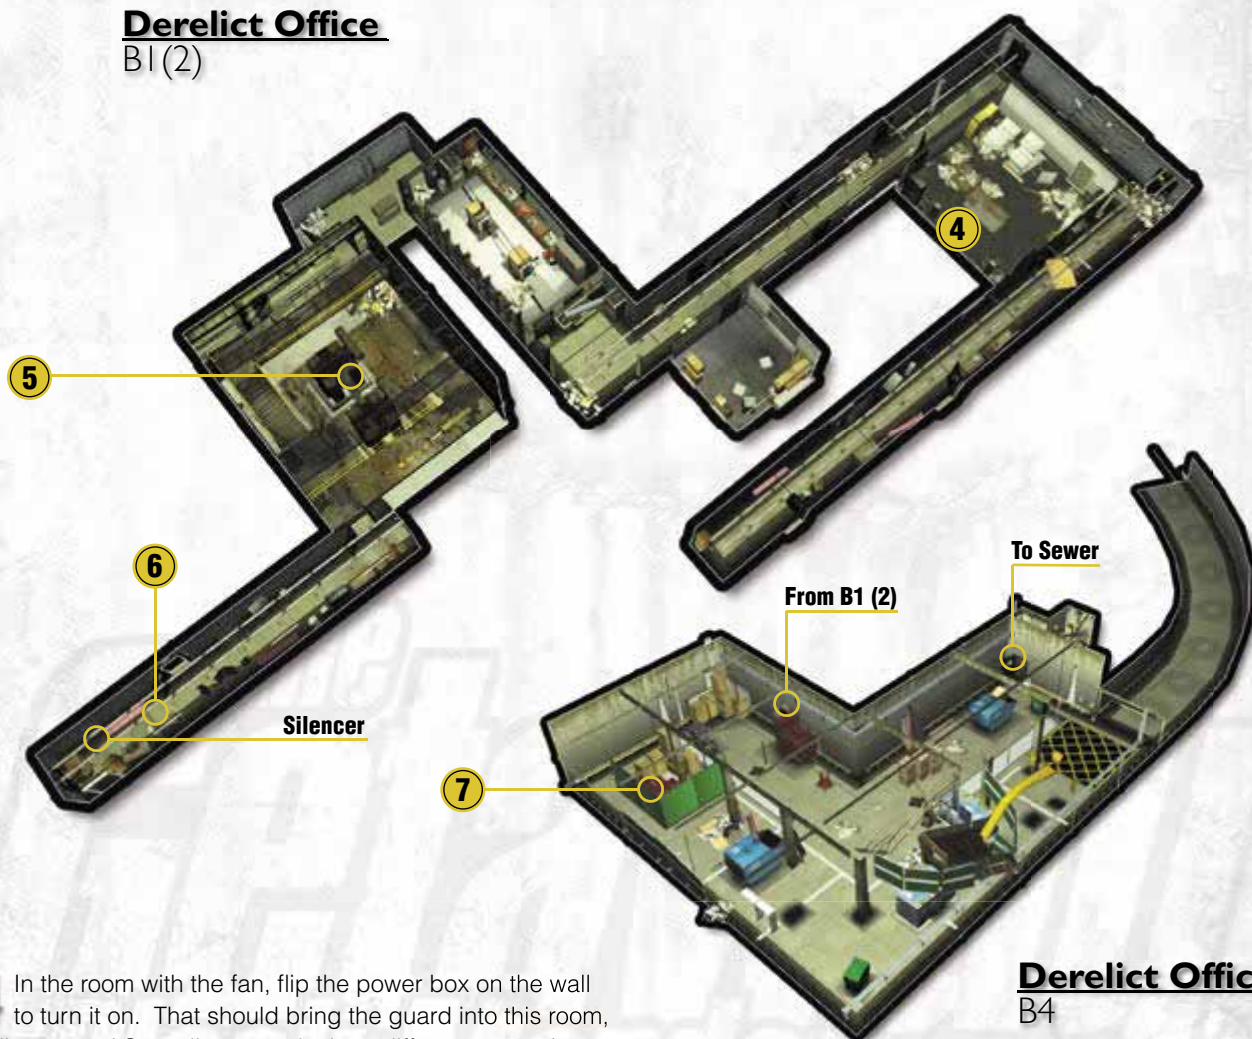 Derelict Office
B1(2)
4
5
6
To Sewer
From B1 (2)
Silencer
7
In the room with the fan, flip the power box on the wall
to turn it on. That should bring the guard into this room,
Derelict Offic
B4